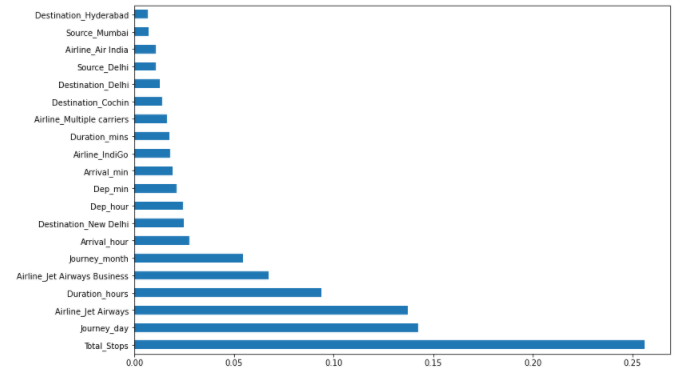 Destination_Hyderabad
Source_Mumbai
Airline_Air India
Source_Delhi
Destination_Delhi
Destination_Cochin
Airline_Multiple carriers
Duration_mins
Airline_IndiGo
Arrival_min
Dep_min
Dep_hour
Destination_New Delhi
Arrival_hour
Journey_month
Airline_Jet Airways Business
Duration_hours
Airline_Jet Airways
Journey_day
Total_Stops
0.00 0.05 0.10 0.15 0.20 0.25